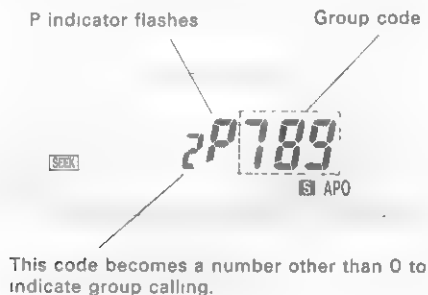 P indicator flashes
Group code
SEEK
2P789
S APO
This code becomes a number other than 0 to
indicate group calling.